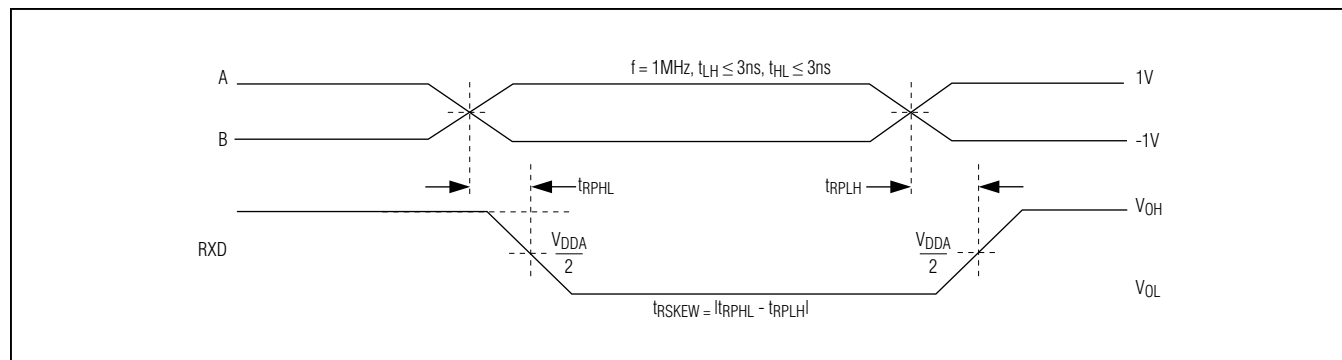 f = 1MHz, tLH ≤ 3ns, tHL ≤ 3ns
A
1V
B
-1V
tRPHL
tRPLH
VOH
RXD
VDDA
2
VDDA
2
VOL
tRSKEW = |tRPHL - tRPLH|